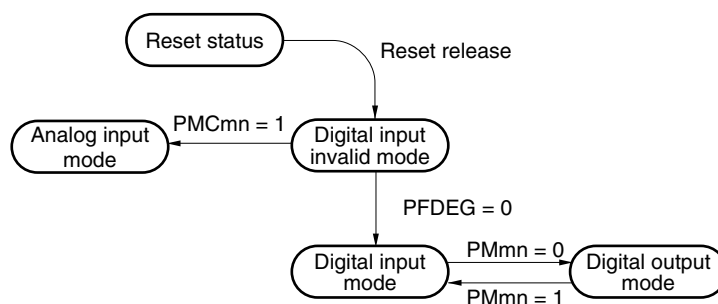 Reset status
Reset release
Analog input
mode
PMCmn = 1
Digital input
invalid mode
PFDEG = 0
Digital input
mode
PMmn = 0
PMmn = 1
Digital output
mode